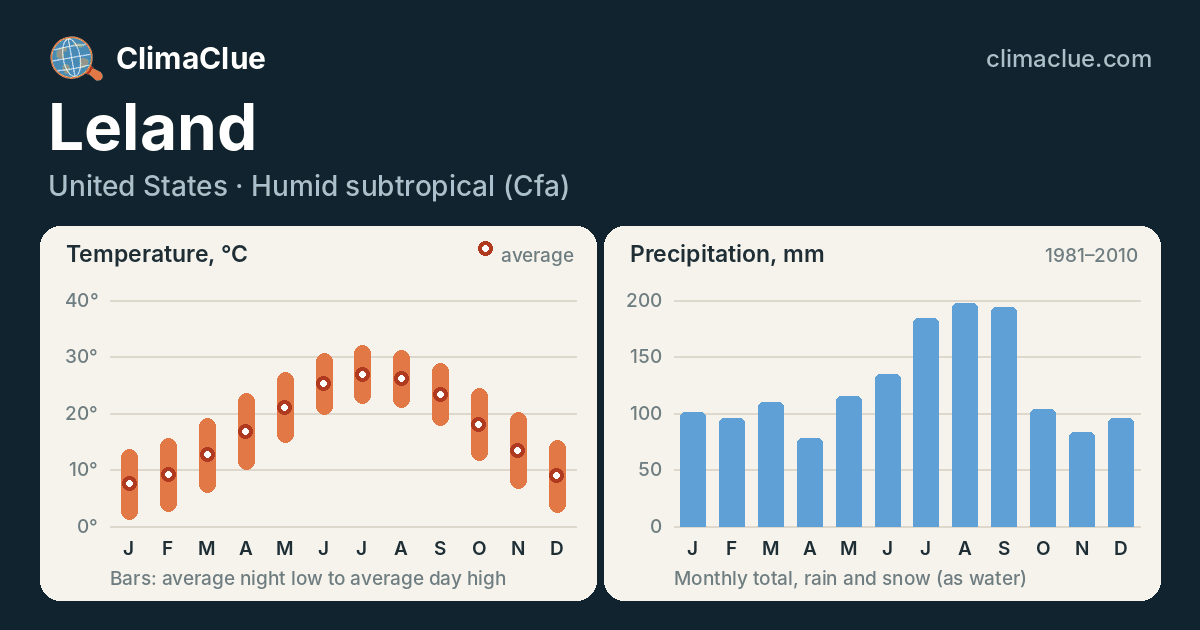 ClimaClue
climaclue.com
Leland
United States · Humid subtropical (Cfa)
Temperature, °C
average
40°
30°
20°
10°
0°
J F M A M J J A S O N D
Bars: average night low to average day high
Precipitation, mm
1981–2010
200
150
100
50
0
J F M A M J J A S O N D
Monthly total, rain and snow (as water)